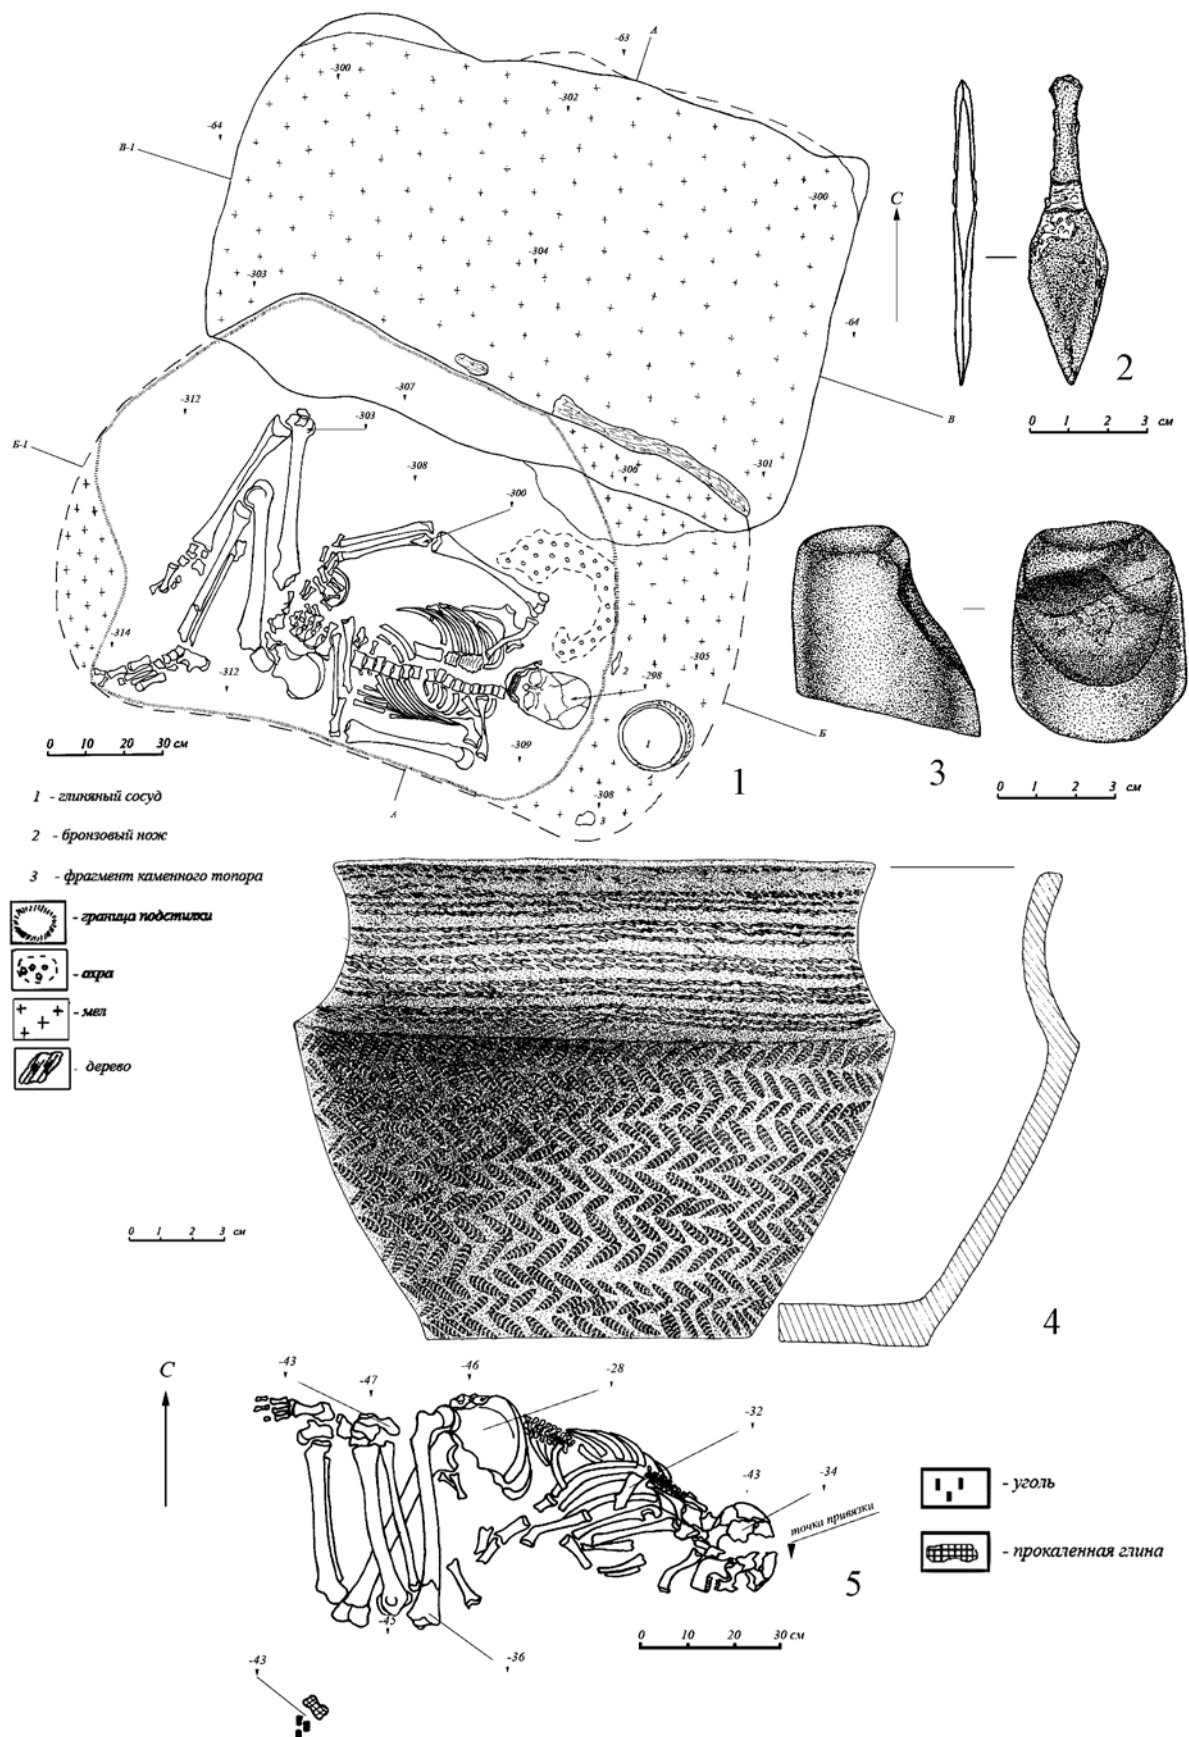 -63
А
-300
-302
-64
В-1
-300
С
-304
-303
-64
2
-307
-312
-303
0 1 2 3 см
В
Б-1
-308
-306
-301
-300
-314
-305
-312
2
-298
Б
1
-309
3
0 10 20 30 см
1
1
-308
3
А
0 1 2 3 см
1 - глиняный сосуд
2 - бронзовый нож
3 - фрагмент каменного топора
- граница подстилки
- охра
- мел
- дерево
0 1 2 3 см
4
С
-43
-47
-46
-28
-32
-43
-34
точка привязки
- уголь
- прокаленная глина
5
-45
-36
0 10 20 30 см
-43